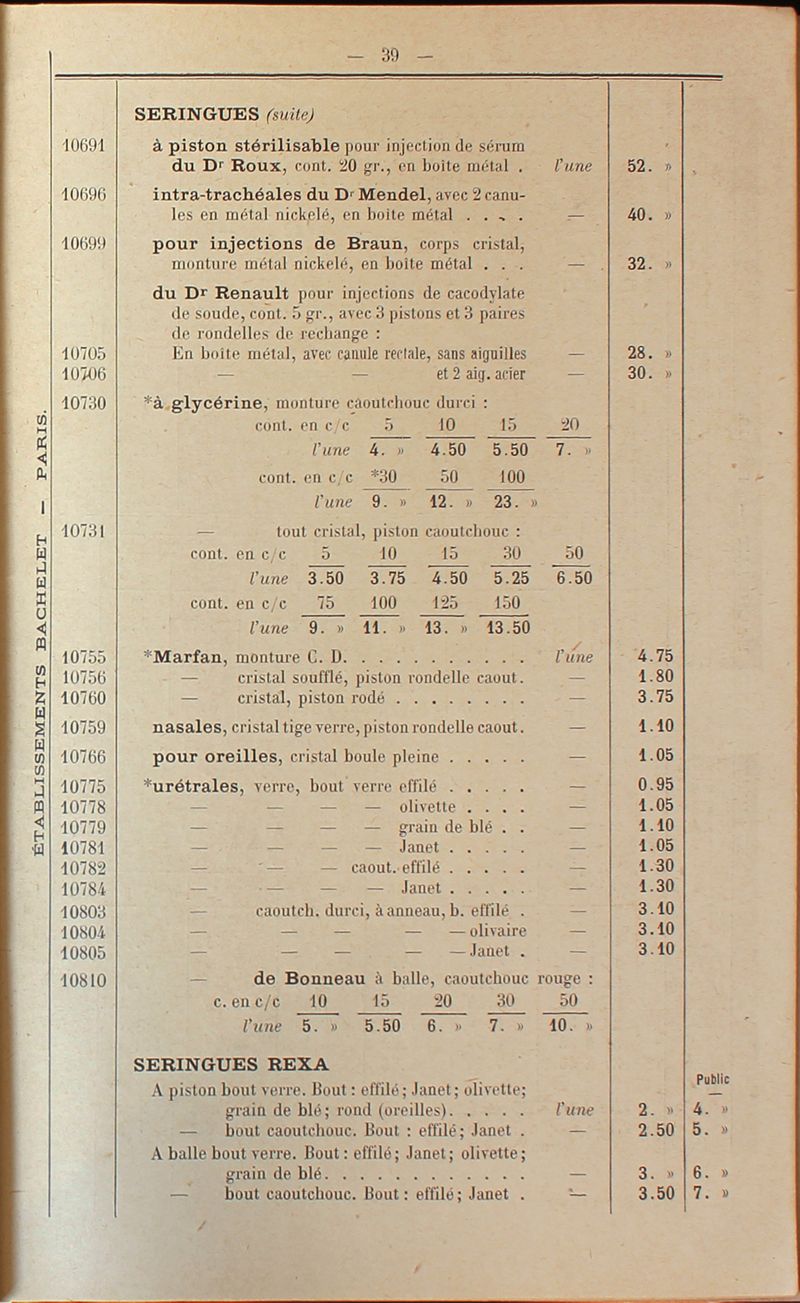 — 39 —
SERINGUES (suite)
10691 à piston stérilisable pour injection de sérum
du Dr Roux, cont. 20 gr., en boîte métal . l'une 52. »
10696 intra-trachéales du Dr Mendel, avec 2 canu-
les en métal nickelé, en boîte métal . . . . — 40. »
10699 pour injections de Braun, corps cristal,
monture métal nickelé, en boîte métal . . . — 32. »
du Dr Renault pour injections de cacodylate
de soude, cont. 5 gr., avec 3 pistons et 3 paires
de rondelles de rechange :
10705 En boîte métal, avec canule rectale, sans aiguilles — 28. »
10706 — — et 2 aig. acier — 30. »
10730 *à glycérine, monture caoutchouc durci :
cont. en c/c 5 10 15 20
l'une 4. » 4.50 5.50 7. »
cont. en c/c *30 50 100
l'une 9. » 12. » 23. »
10731 — tout cristal, piston caoutchouc :
cont. en c/c 5 10 15 30 50
l'une 3.50 3.75 4.50 5.25 6.50
cont. en c/c 75 100 125 150
l'une 9. » 11. » 13. » 13.50
10755 *Marfan, monture C. D. . . . . . . . . . . l'une 4.75
10756 — cristal soufflé, piston rondelle caout. — 1.80
10760 — cristal, piston rodé . . . . . . . . — 3.75
10759 nasales, cristal tige verre, piston rondelle caout. — 1.10
10766 pour oreilles, cristal boule pleine . . . . . — 1.05
10775 *urétrales, verre, bout verre effilé . . . . . — 0.95
10778 — — — — olivette . . . . — 1.05
10779 — — — — grain de blé . . — 1.10
10781 — — — — Janet . . . . . — 1.05
10782 — — — caout. effilé . . . . . — 1.30
10784 — — — — Janet . . . . . — 1.30
10803 — caoutch. durci, à anneau, b. effilé . — 3.10
10804 — — — — — olivaire — 3.10
10805 — — — — — Janet . — 3.10
10810 — de Bonneau à balle, caoutchouc rouge :
c. en c/c 10 15 20 30 50
l'une 5. » 5.50 6. » 7. » 10. »
SERINGUES REXA
Public
—
A piston bout verre. Bout : effilé ; Janet ; olivette ;
grain de blé ; rond (oreilles). . . . . . l'une 2. » 4. »
— bout caoutchouc. Bout : effilé ; Janet . — 2.50 5. »
A balle bout verre. Bout : effilé ; Janet ; olivette ;
grain de blé. . . . . . . . . . . . . — 3. » 6. »
— bout caoutchouc. Bout : effilé ; Janet . — 3.50 7. »
ÉTABLISSEMENTS BACHELET — PARIS.